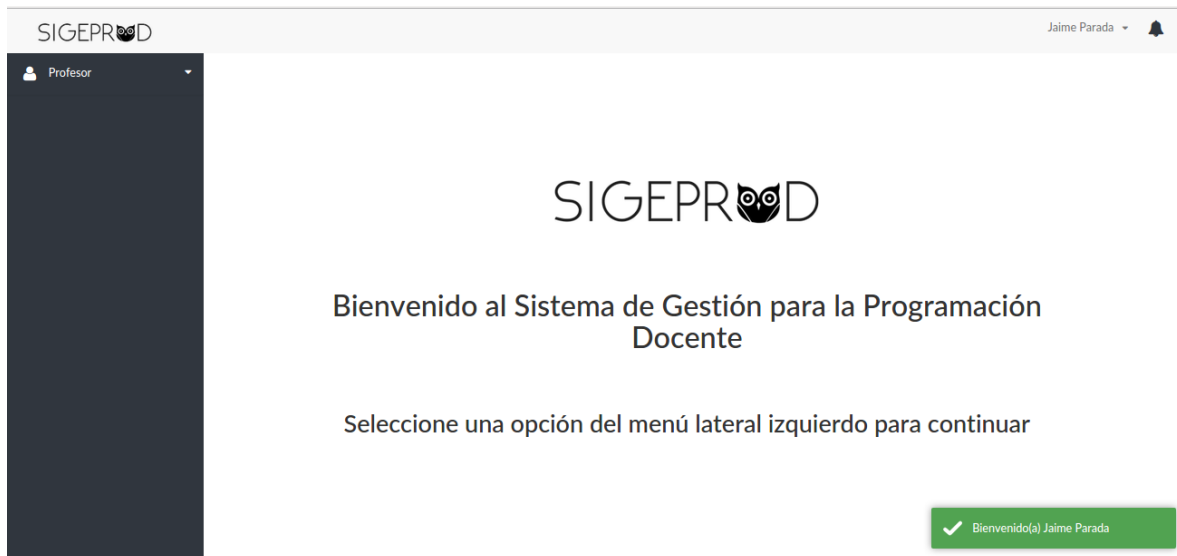 SIGEPROD
Jaime Parada
Profesor
SIGEPROD
Bienvenido al Sistema de Gestión para la Programación
Docente
Seleccione una opción del menú lateral izquierdo para continuar
Bienvenido(a) Jaime Parada